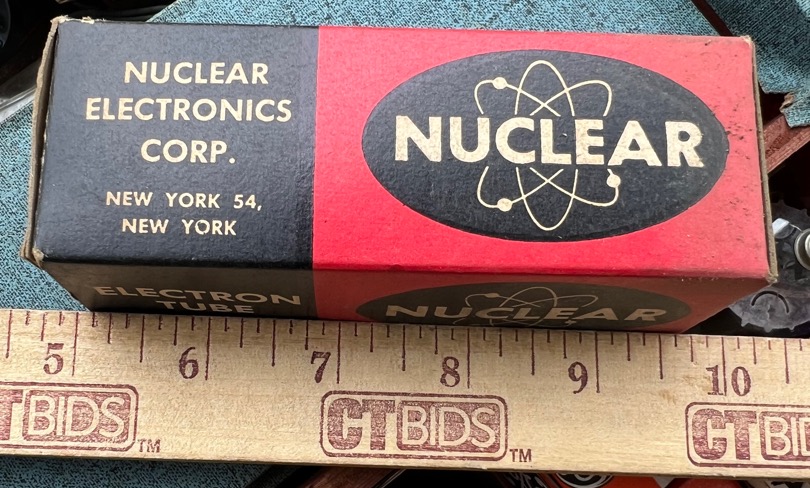 NUCLEAR
ELECTRONICS
CORP.
NEW YORK 54,
NEW YORK
NUCLEAR
ELECTRON
TUBE
NUCLEAR
5 6 7 8 9 10
CTBIDS TM
CTBIDS TM
CTBID